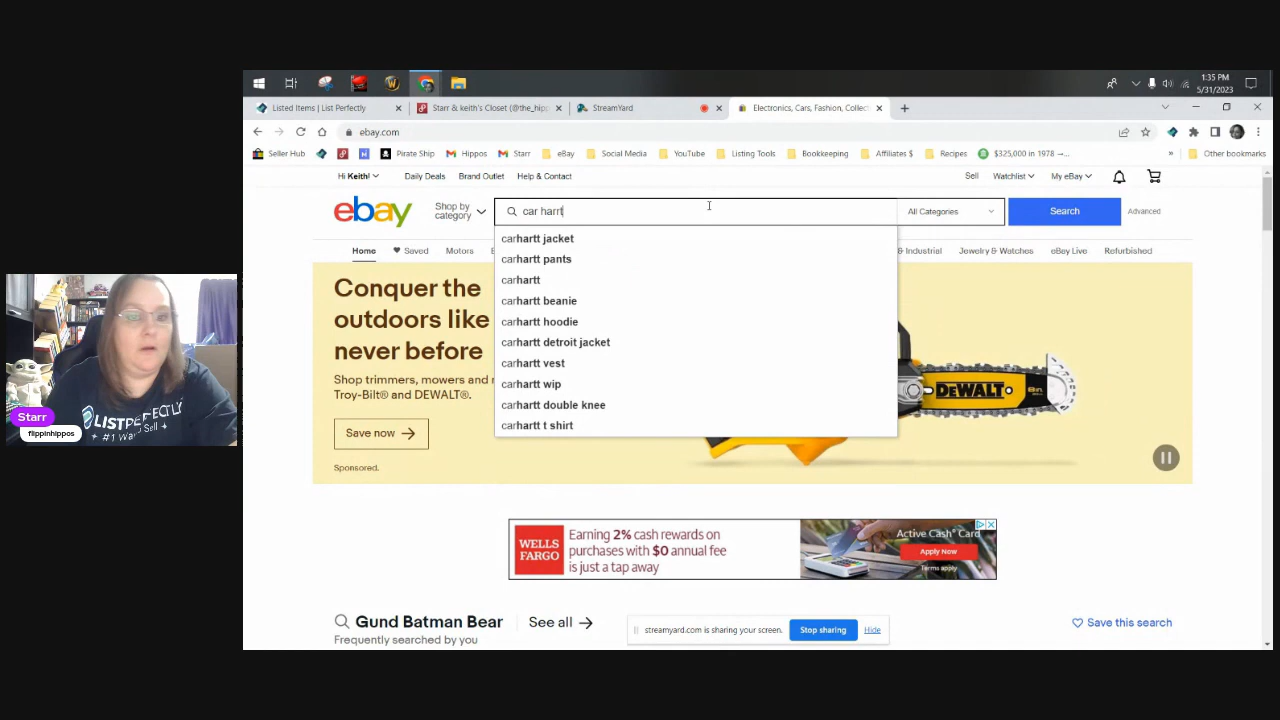 1:35 PM
5/31/2023
Listed Items | List Perfectly
Starr & keith's Closet (@the_hip
StreamYard
Electronics, Cars, Fashion, Collec
ebay.com
Seller Hub
Pirate Ship
Hippos
Starr
eBay
Social Media
YouTube
Listing Tools
Bookkeeping
Affiliates $
Recipes
$325,000 in 1978 →...
»
Other bookmarks
Hi Keith!
Daily Deals
Brand Outlet
Help & Contact
Sell
Watchlist
My eBay
ebay
Shop by
category
car harrt
All Categories
Search
Advanced
Home
Saved
Motors
& Industrial
Jewelry & Watches
eBay Live
Refurbished
carhartt jacket
carhartt pants
carhartt
carhartt beanie
carhartt hoodie
carhartt detroit jacket
carhartt vest
carhartt wip
carhartt double knee
carhartt t shirt
Conquer the
outdoors like
never before
Shop trimmers, mowers and
Troy-Bilt® and DEWALT®.
Save now
Sponsored.
DEWALT
LISTPERFECTLY
Starr
flippinhippos
WELLS
FARGO
Earning 2% cash rewards on
purchases with $0 annual fee
is just a tap away
Active Cash® Card
Apply Now
Terms apply
Gund Batman Bear
See all
Frequently searched by you
streamyard.com is sharing your screen.
Stop sharing
Hide
Save this search